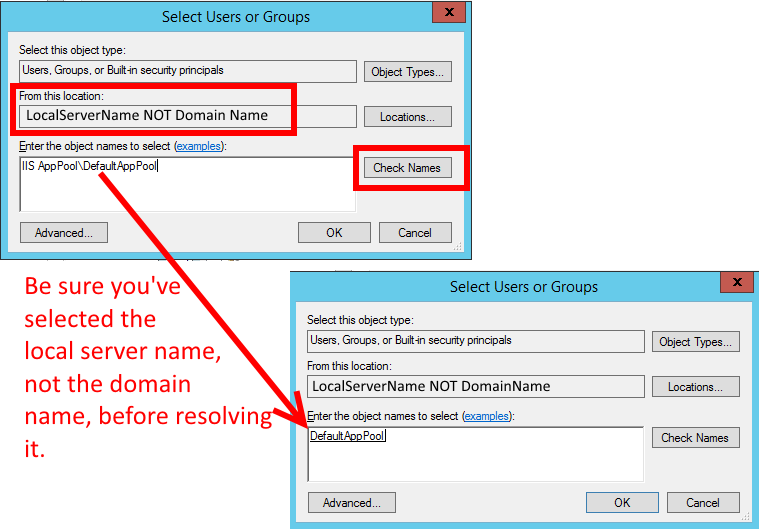 Select Users or Groups
x
Select this object type:
Users, Groups, or Built-in security principals
Object Types...
From this location:
LocalServerName NOT Domain Name
Locations...
Enter the object names to select (examples):
IIS AppPool\DefaultAppPool
Check Names
Advanced...
OK
Cancel
Be sure you've
selected the
local server name,
not the domain
name, before resolving
it.
Select Users or Groups
x
Select this object type:
Users, Groups, or Built-in security principals
Object Types...
From this location:
LocalServerName NOT DomainName
Locations...
Enter the object names to select (examples):
DefaultAppPool
Check Names
Advanced...
OK
Cancel